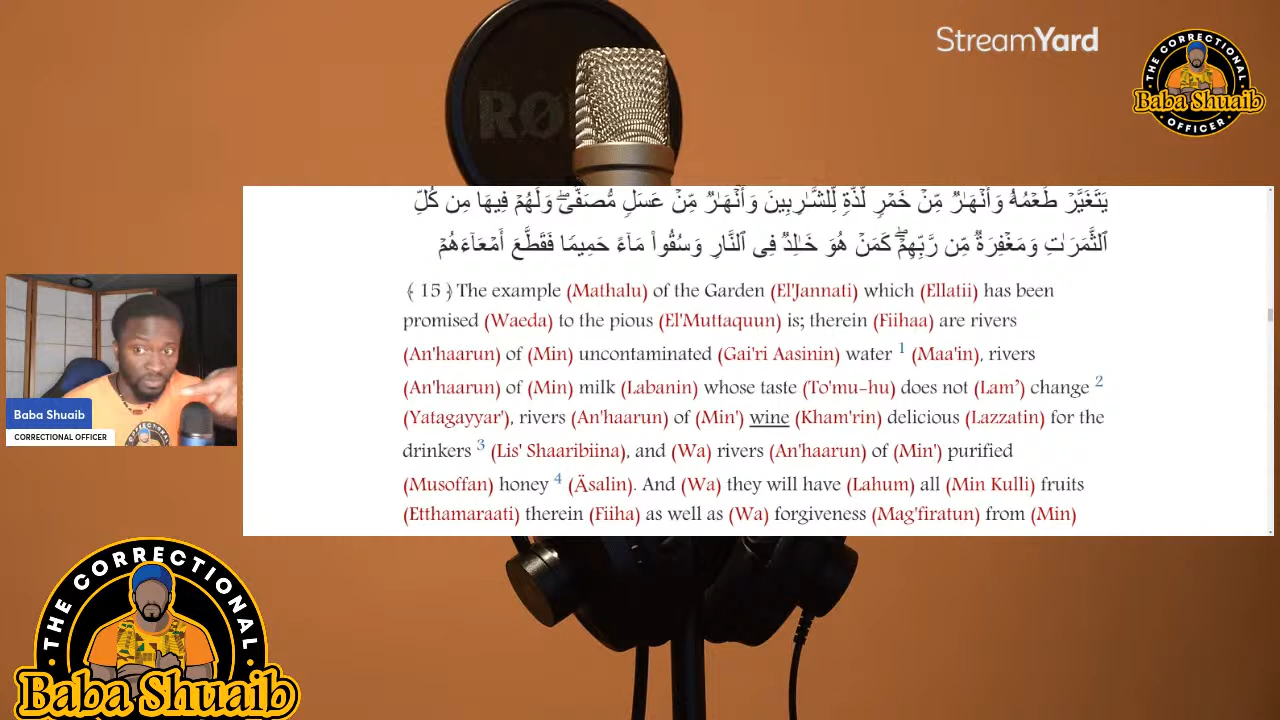 StreamYard
THE CORRECTIONAL
Baba Shuaib
OFFICER
RØ
يَتَغَيَّرْ طَعْمُهُۥ وَأَنْهَـٰرٌ مِّنْ خَمْرٍ لَّذَّةٍ لِّلشَّـٰرِبِينَ وَأَنْهَـٰرٌ مِّنْ عَسَلٍ مُّصَفًّى ۖ وَلَهُمْ فِيهَا مِن كُلِّ
ٱلثَّمَرَٰتِ وَمَغْفِرَةٌ مِّن رَّبِّهِمْ ۖ كَمَنْ هُوَ خَـٰلِدٌ فِى ٱلنَّارِ وَسُقُوا۟ مَآءً حَمِيمًا فَقَطَّعَ أَمْعَآءَهُمْ
﴾ 15 ﴿ The example (Mathalu) of the Garden (El'Jannati) which (Ellatii) has been
promised (Waeda) to the pious (El'Muttaquun) is; therein (Fiihaa) are rivers
(An'haarun) of (Min) uncontaminated (Gai'ri Aasinin) water 1 (Maa'in), rivers
(An'haarun) of (Min) milk (Labanin) whose taste (To'mu-hu) does not (Lam’) change 2
(Yatagayyar'), rivers (An'haarun) of (Min') wine (Kham'rin) delicious (Lazzatin) for the
drinkers 3 (Lis' Shaaribiina), and (Wa) rivers (An'haarun) of (Min') purified
(Musoffan) honey 4 (Äsalin). And (Wa) they will have (Lahum) all (Min Kulli) fruits
(Etthamaraati) therein (Fiiha) as well as (Wa) forgiveness (Mag'firatun) from (Min)
Baba Shuaib
CORRECTIONAL OFFICER
THE CORRECTIONAL
Baba Shuaib